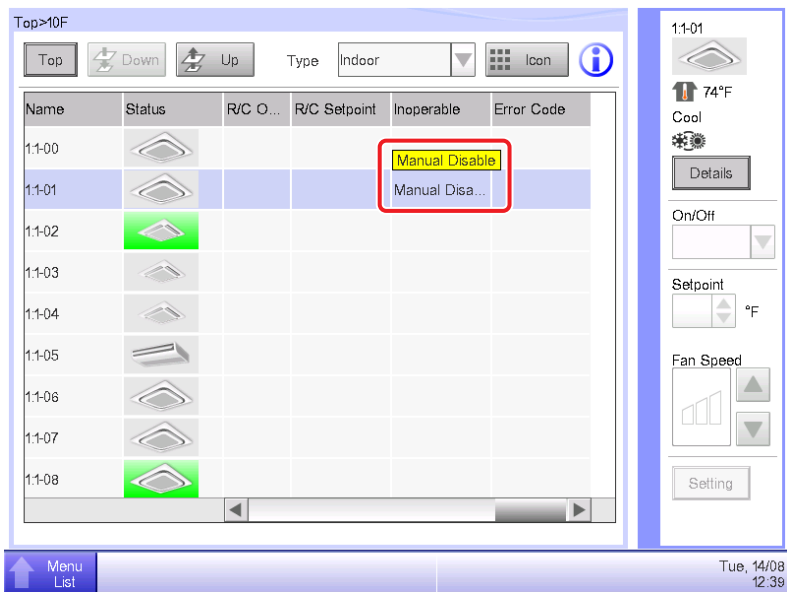 Top>10F
Top Down Up Type Indoor Icon
Name Status R/C O... R/C Setpoint Inoperable Error Code
1:1-00
Manual Disable
1:1-01 Manual Disa...
1:1-02
1:1-03
1:1-04
1:1-05
1:1-06
1:1-07
1:1-08
1:1-01
74°F
Cool
Details
On/Off
Setpoint
°F
Fan Speed
Setting
Menu
List
Tue, 14/08
12:39